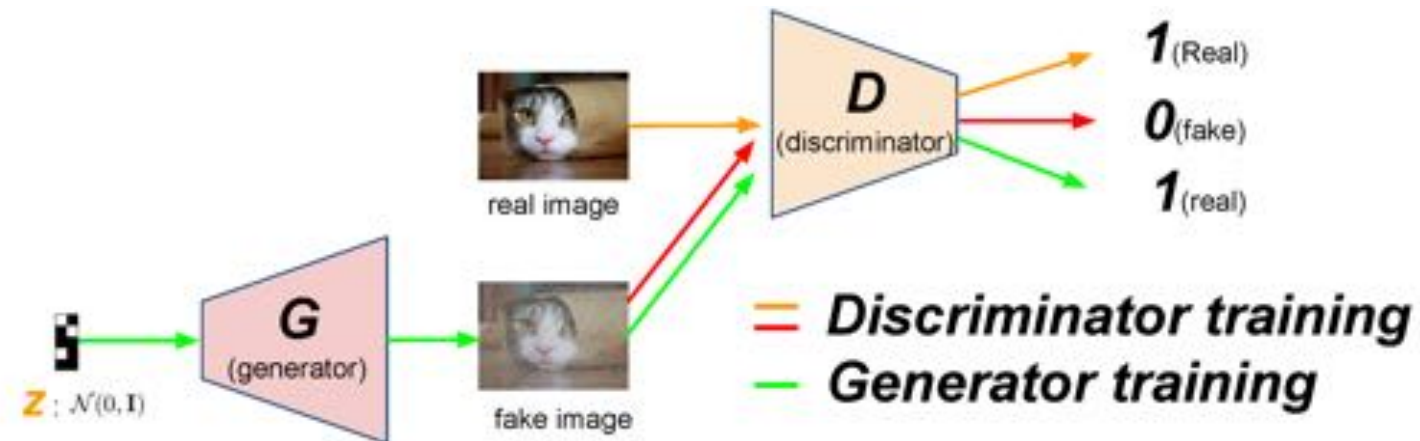 1(Real)
D
(discriminator)
0(fake)
real image
1(real)
G
(generator)
Discriminator training
Generator training
Z : 𝒩(0, I)
fake image